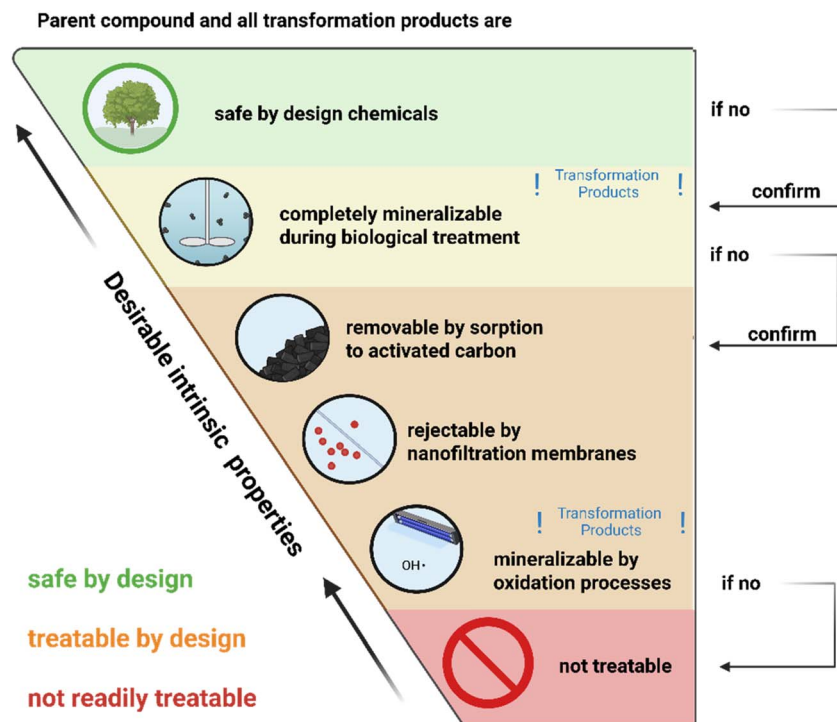 Parent compound and all transformation products are
safe by design chemicals
if no
! Transformation !
Products
confirm
completely mineralizable
during biological treatment
if no
removable by sorption
to activated carbon
confirm
Desirable intrinsic properties
rejectable by
nanofiltration membranes
! Transformation !
Products
OH•
mineralizable by
oxidation processes
if no
safe by design
treatable by design
not readily treatable
not treatable